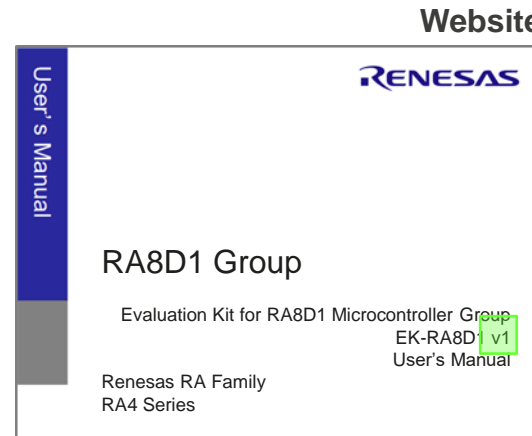 Website
User's Manual
RENESAS
RA8D1 Group
Evaluation Kit for RA8D1 Microcontroller Group
EK-RA8D1 v1
User's Manual
Renesas RA Family
RA4 Series